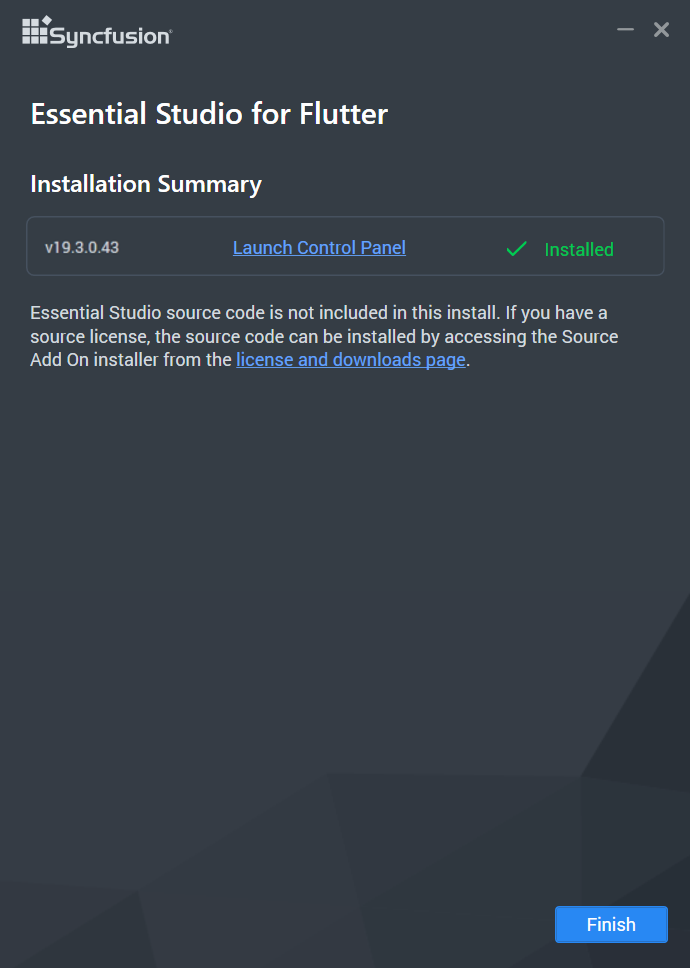 Syncfusion®
Essential Studio for Flutter
Installation Summary
v19.3.0.43 Launch Control Panel Installed
Essential Studio source code is not included in this install. If you have a
source license, the source code can be installed by accessing the Source
Add On installer from the license and downloads page.
Finish